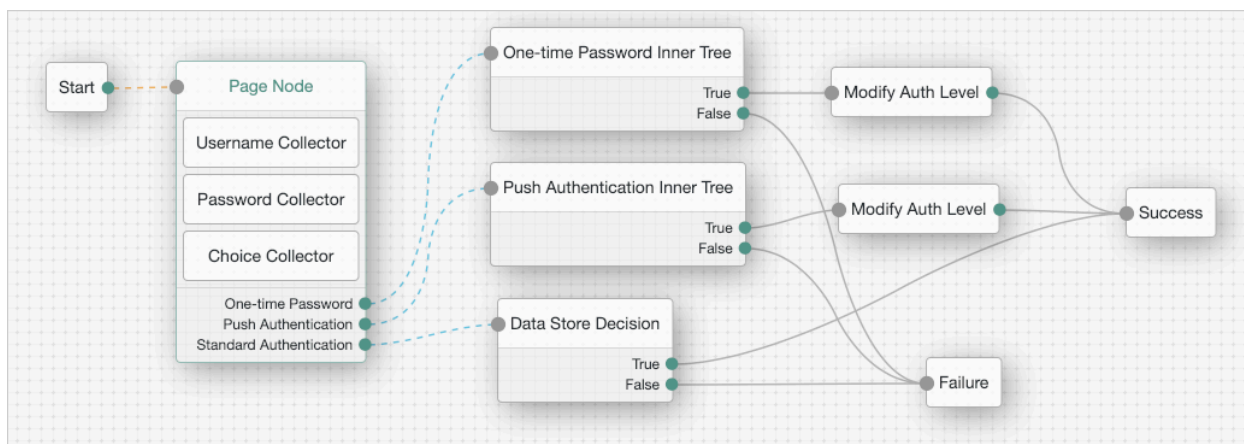 Start
Page Node
Username Collector
Password Collector
Choice Collector
One-time Password
Push Authentication
Standard Authentication
One-time Password Inner Tree
True
False
Push Authentication Inner Tree
True
False
Data Store Decision
True
False
Modify Auth Level
Modify Auth Level
Success
Failure